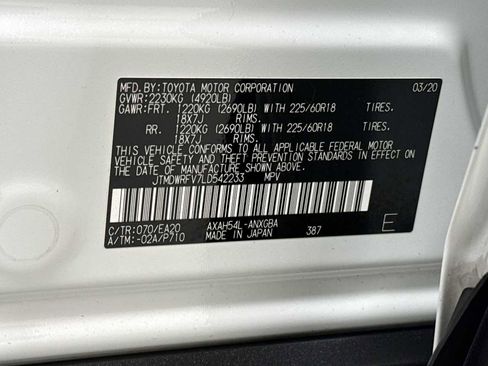 MFD.BY:TOYOTA MOTOR CORPORATION 03/20
GVWR:2230KG (4920LB)
GAWR:FRT. 1220KG (2690LB) WITH 225/60R18 TIRES.
18X7J RIMS.
RR. 1220KG (2690LB) WITH 225/60R18 TIRES.
18X7J RIMS.
THIS VEHICLE CONFORMS TO ALL APPLICABLE FEDERAL MOTOR
VEHICLE SAFETY AND THEFT PREVENTION STANDARDS IN EFFECT
ON THE DATE OF MANUFACTURE SHOWN ABOVE.
JTMDWRFV7LD542233 MPV
C/TR:070/EA20 AXAH54L-ANXGBA
A/TM:-02A/P710 MADE IN JAPAN 387 E